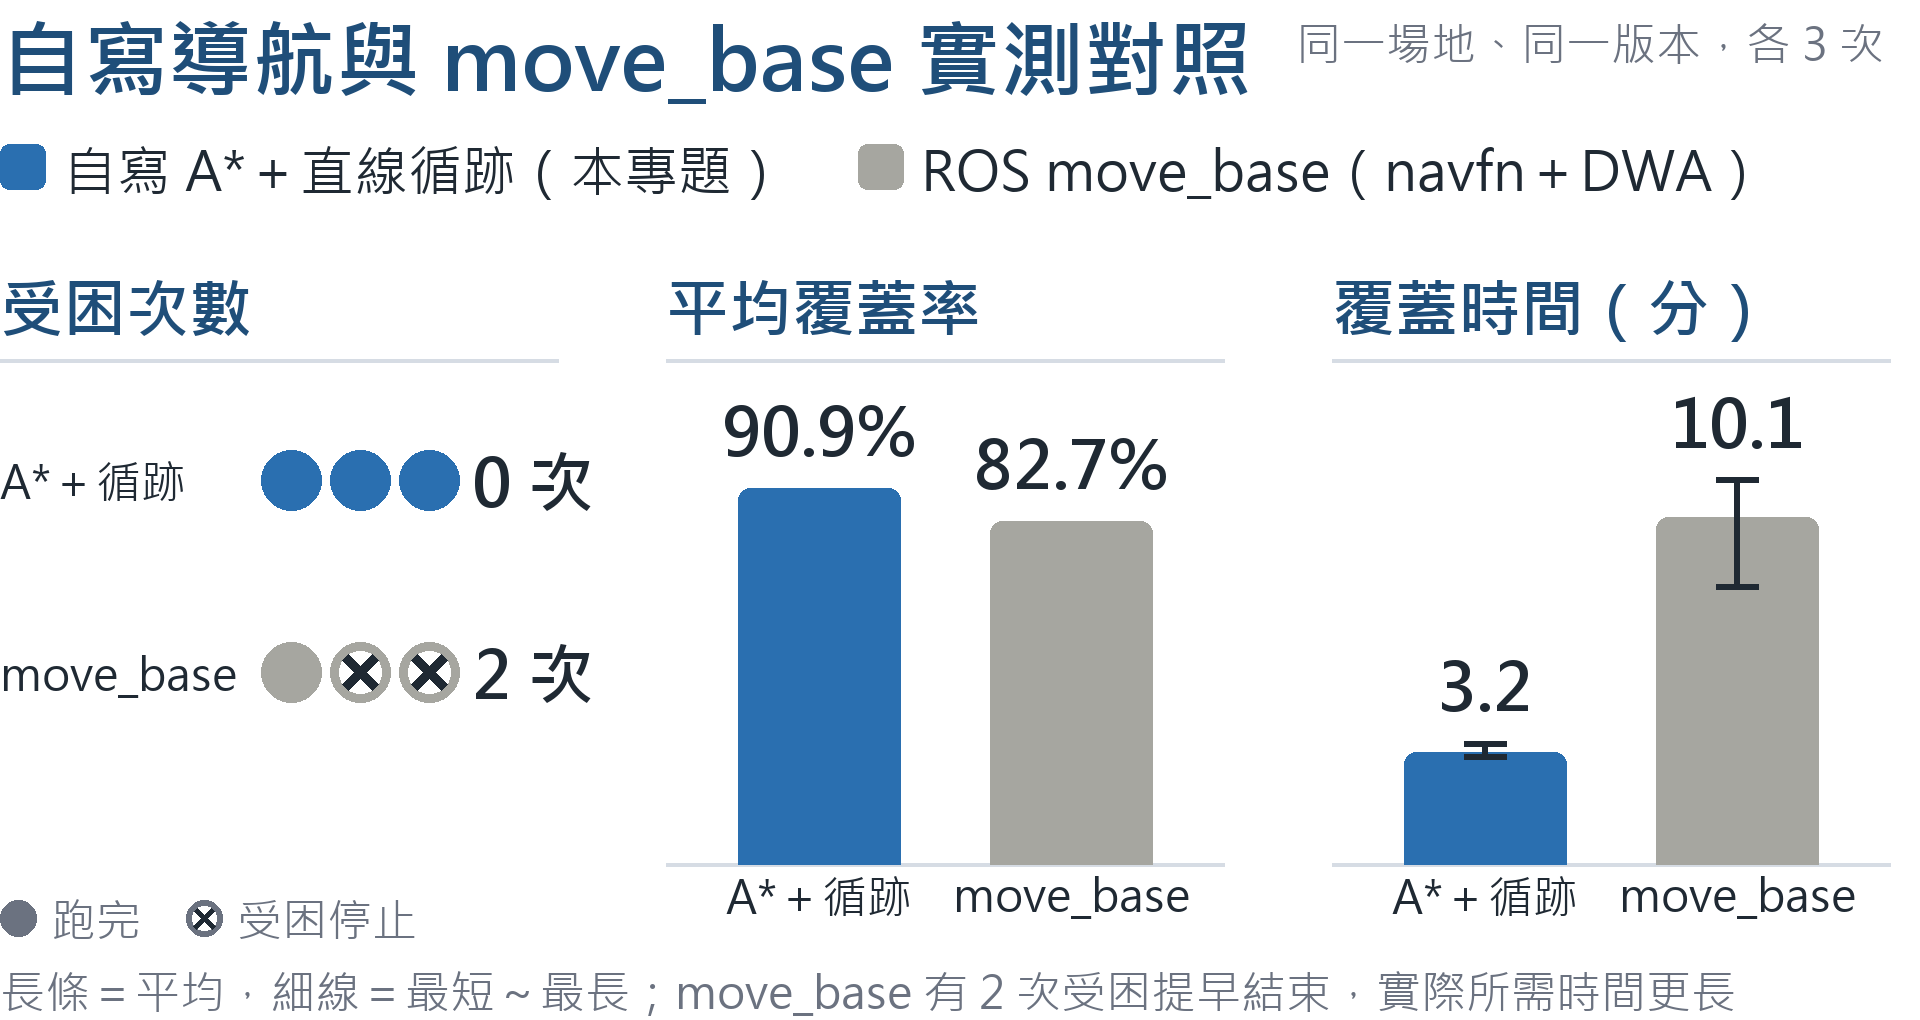 自寫導航與 move_base 實測對照 同一場地、同一版本，各 3 次
自寫 A* + 直線循跡（本專題） ROS move_base（navfn + DWA）
受困次數
A* + 循跡 0 次
move_base 2 次
跑完 受困停止
平均覆蓋率
90.9% 82.7%
A* + 循跡 move_base
覆蓋時間（分）
3.2 10.1
A* + 循跡 move_base
長條 = 平均，細線 = 最短 ~ 最長；move_base 有 2 次受困提早結束，實際所需時間更長